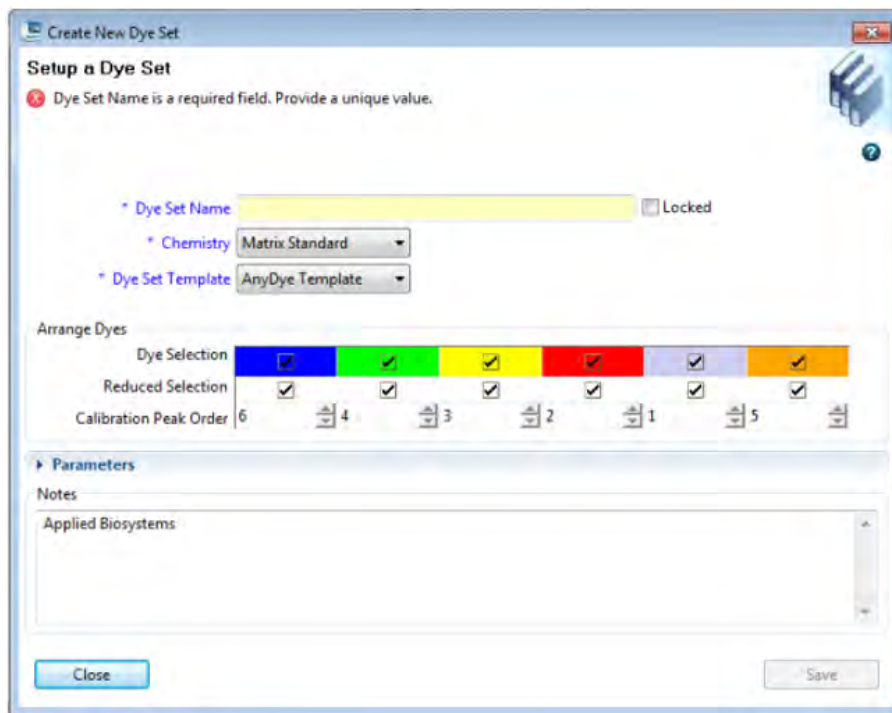 Create New Dye Set
Setup a Dye Set
Dye Set Name is a required field. Provide a unique value.
* Dye Set Name
Locked
* Chemistry Matrix Standard
* Dye Set Template AnyDye Template
Arrange Dyes
Dye Selection
Reduced Selection
Calibration Peak Order 6 4 3 2 1 5
Parameters
Notes
Applied Biosystems
Close Save